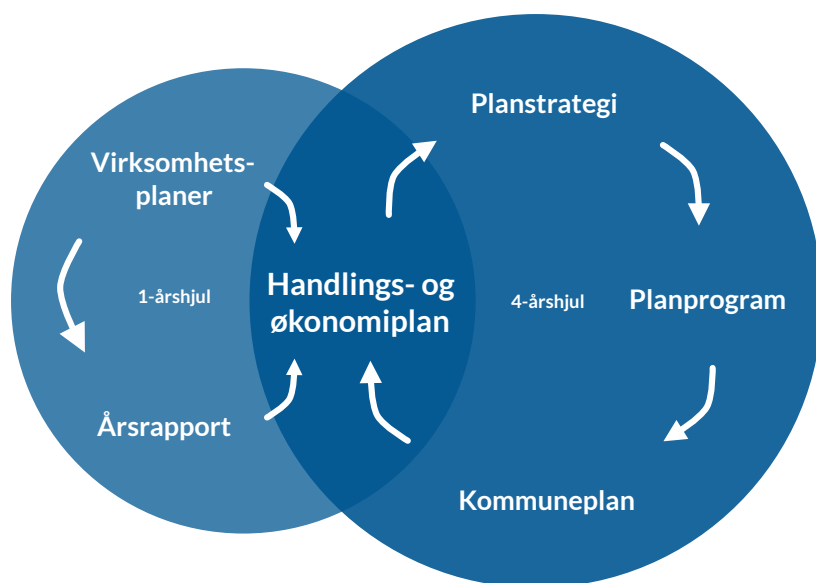 Planstrategi
Virksomhets-
planer
Handlings- og
økonomiplan
1-årshjul
4-årshjul
Planprogram
Årsrapport
Kommuneplan